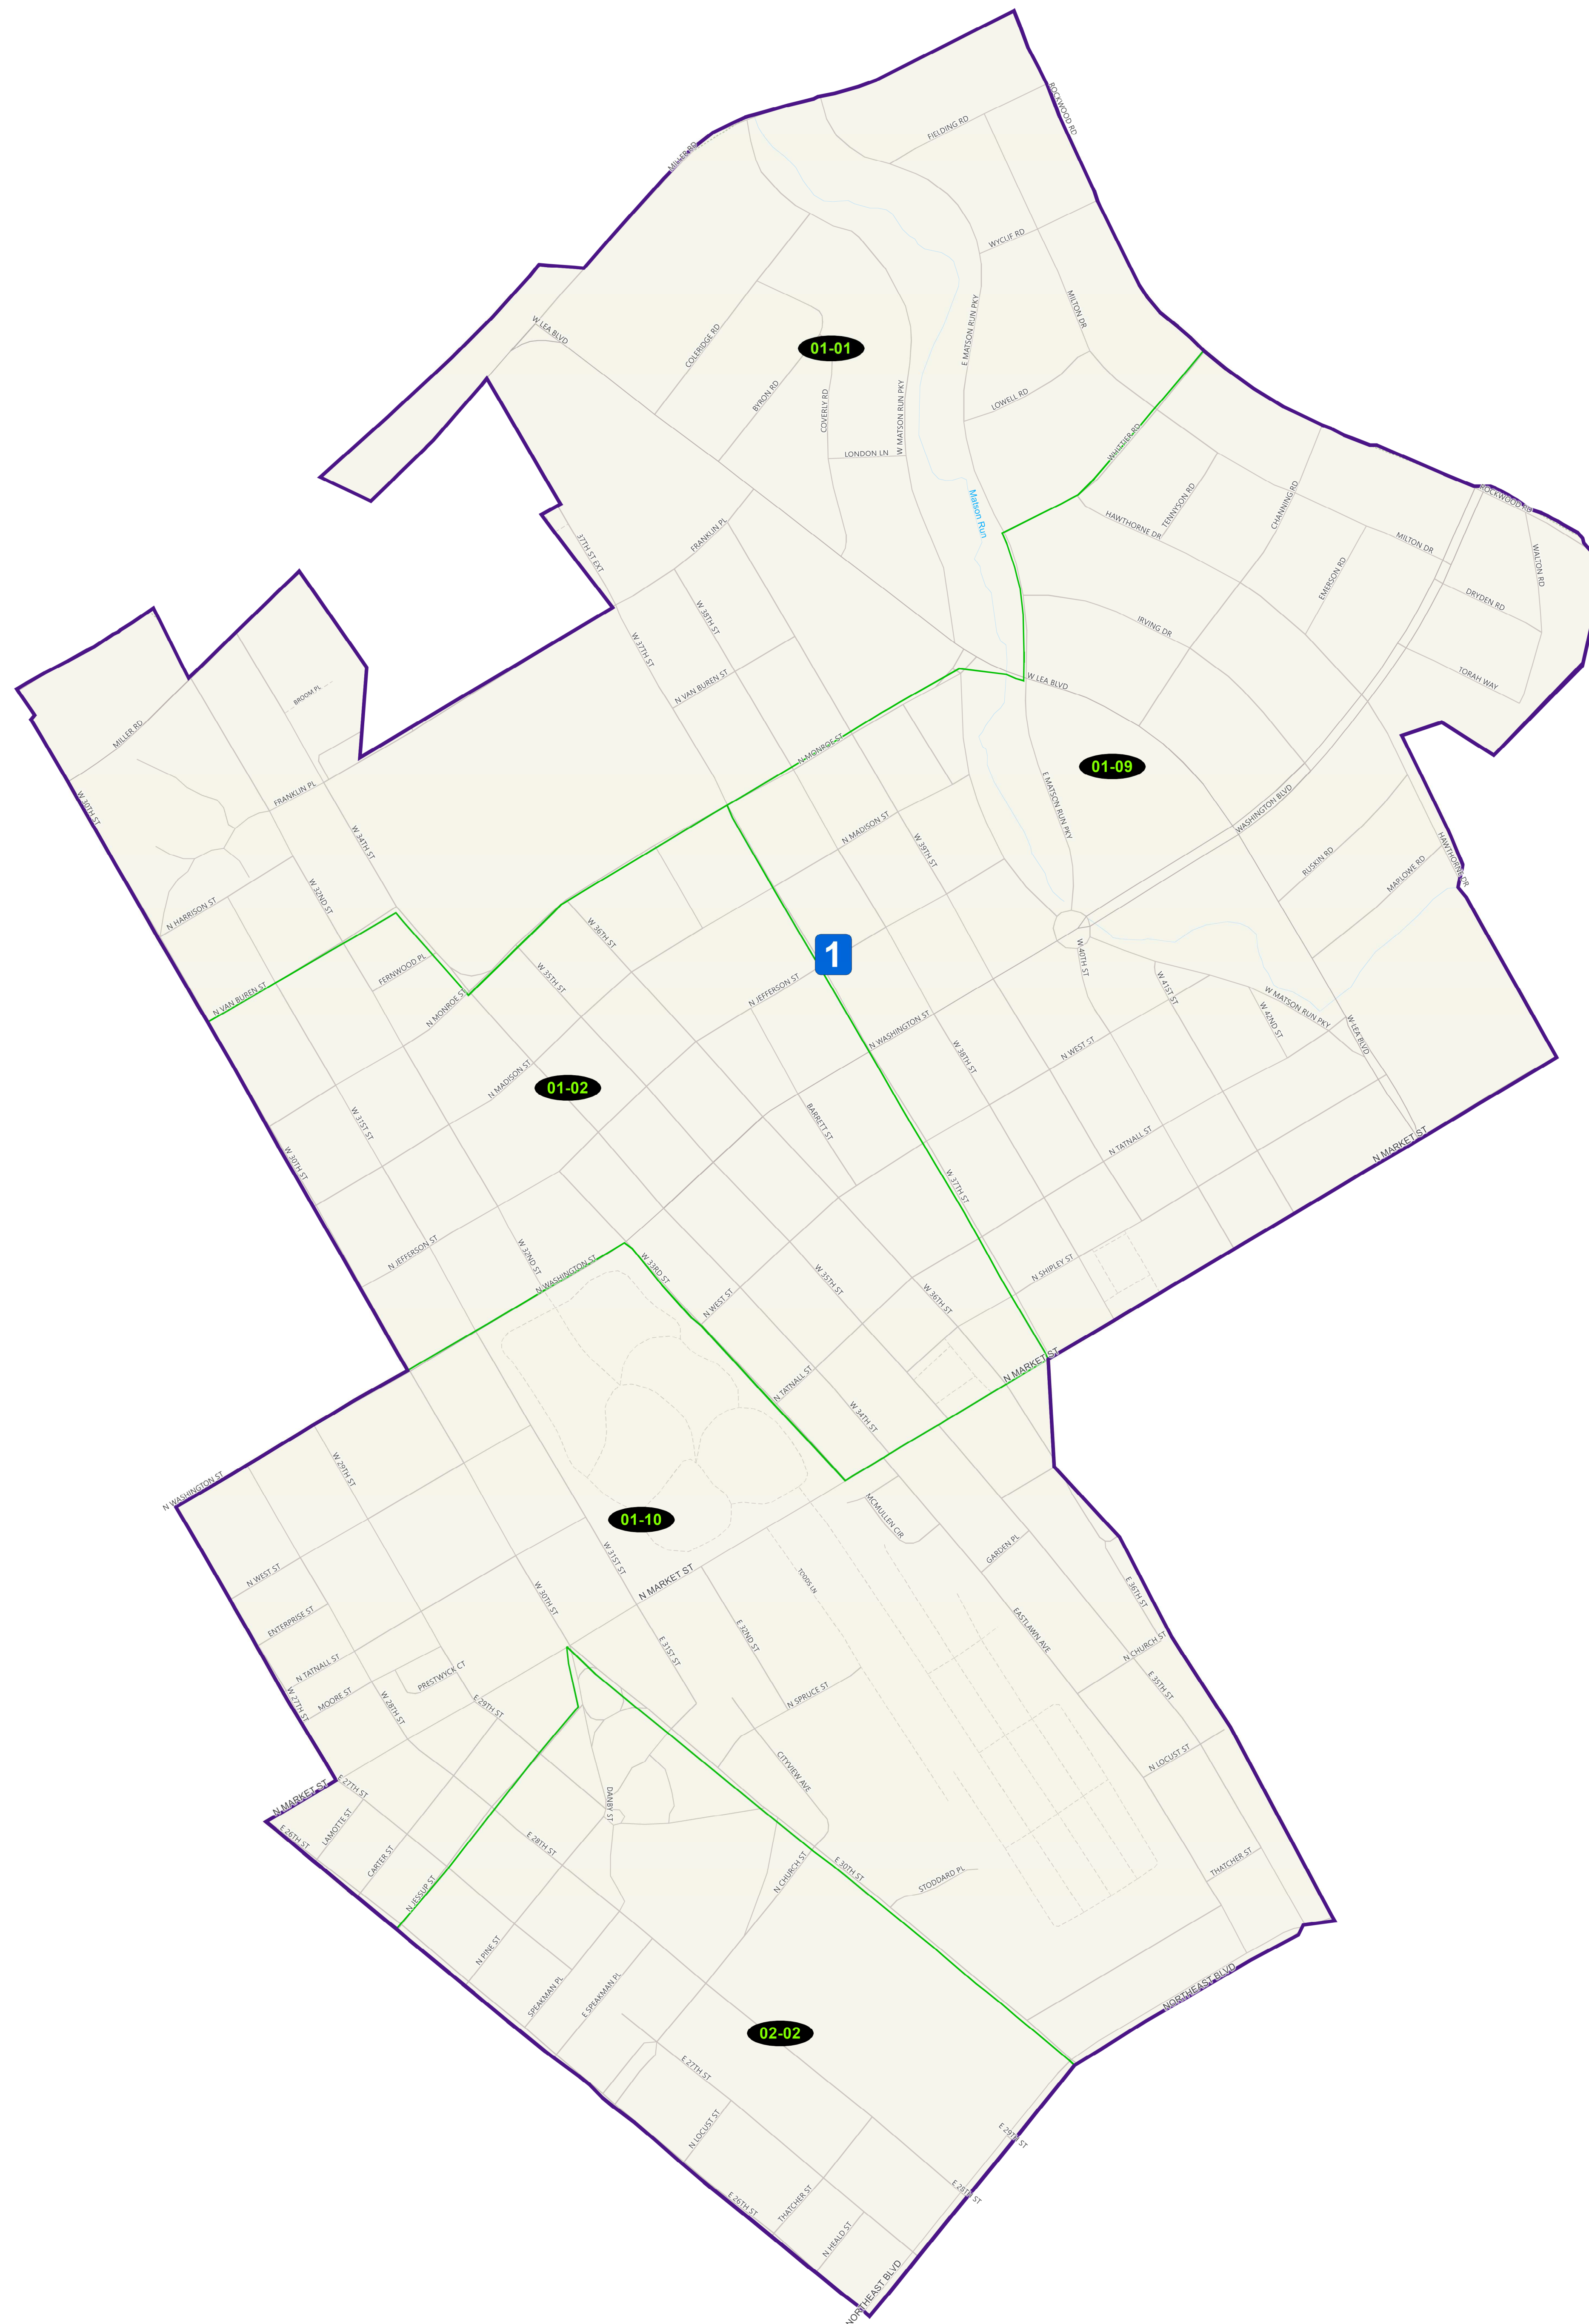 ROCKWOOD RD
FIELDING RD
MILLER RD
WYCLIF RD
MILTON DR
E MATSON RUN PKY
W LEA BLVD
COLERIDGE RD
01-01
BYRON RD
COVERLY RD
W MATSON RUN PKY
LOWELL RD
WHITTIER RD
LONDON LN
Matson Run
TENNYSON RD
CHANNING RD
ROCKWOOD RD
HAWTHORNE DR
MILTON DR
WALTON RD
FRANKLIN PL
37TH ST EXT
EMERSON RD
DRYDEN RD
W 38TH ST
IRVING DR
W 37TH ST
N VAN BUREN ST
W LEA BLVD
TORAH WAY
BROOM PL
MILLER RD
N MONROE ST
01-09
FRANKLIN PL
W 30TH ST
E MATSON RUN PKY
WASHINGTON BLVD
N MADISON ST
W 34TH ST
W 39TH ST
RUSKIN RD
MAPLOWE RD
HAWTHORNE DR
W 32ND ST
N HARRISON ST
W 36TH ST
1
W 40TH ST
FERNWOOD PL
W 35TH ST
N JEFFERSON ST
W 41ST ST
N VAN BUREN ST
N MONROE ST
W MATSON RUN PKY
W 42ND ST
W LEA BLVD
N WASHINGTON ST
N WEST ST
W 38TH ST
N MADISON ST
01-02
W 31ST ST
BARRETT ST
N TATNALL ST
N MARKET ST
W 30TH ST
W 37TH ST
N JEFFERSON ST
W 32ND ST
N WASHINGTON ST
W 33RD ST
N SHIPLEY ST
W 35TH ST
N WEST ST
W 36TH ST
N MARKET ST
N TATNALL ST
W 34TH ST
W 29TH ST
N WASHINGTON ST
01-10
MCMULLEN CIR
GARDEN PL
N WEST ST
W 31ST ST
N MARKET ST
TODDS LN
E 36TH ST
W 30TH ST
ENTERPRISE ST
E 32ND ST
EASTLAWN AVE
E 31ST ST
N CHURCH ST
N TATNALL ST
PRESTWYCK CT
MOORE ST
W 27TH ST
W 28TH ST
E 29TH ST
N SPRUCE ST
E 35TH ST
N LOCUST ST
CITYVIEW AVE
E 27TH ST
N MARKET ST
DANBY ST
LAMOTTE ST
E 26TH ST
CARTER ST
E 28TH ST
N CHURCH ST
E 30TH ST
THATCHER ST
STODDARD PL
N JESSUP ST
N PINE ST
SPEAKMAN PL
E SPEAKMAN PL
NORTHEAST BLVD
02-02
E 27TH ST
N LOCUST ST
E 29TH ST
E 28TH ST
E 26TH ST
THATCHER ST
N HEALD ST
NORTHEAST BLVD